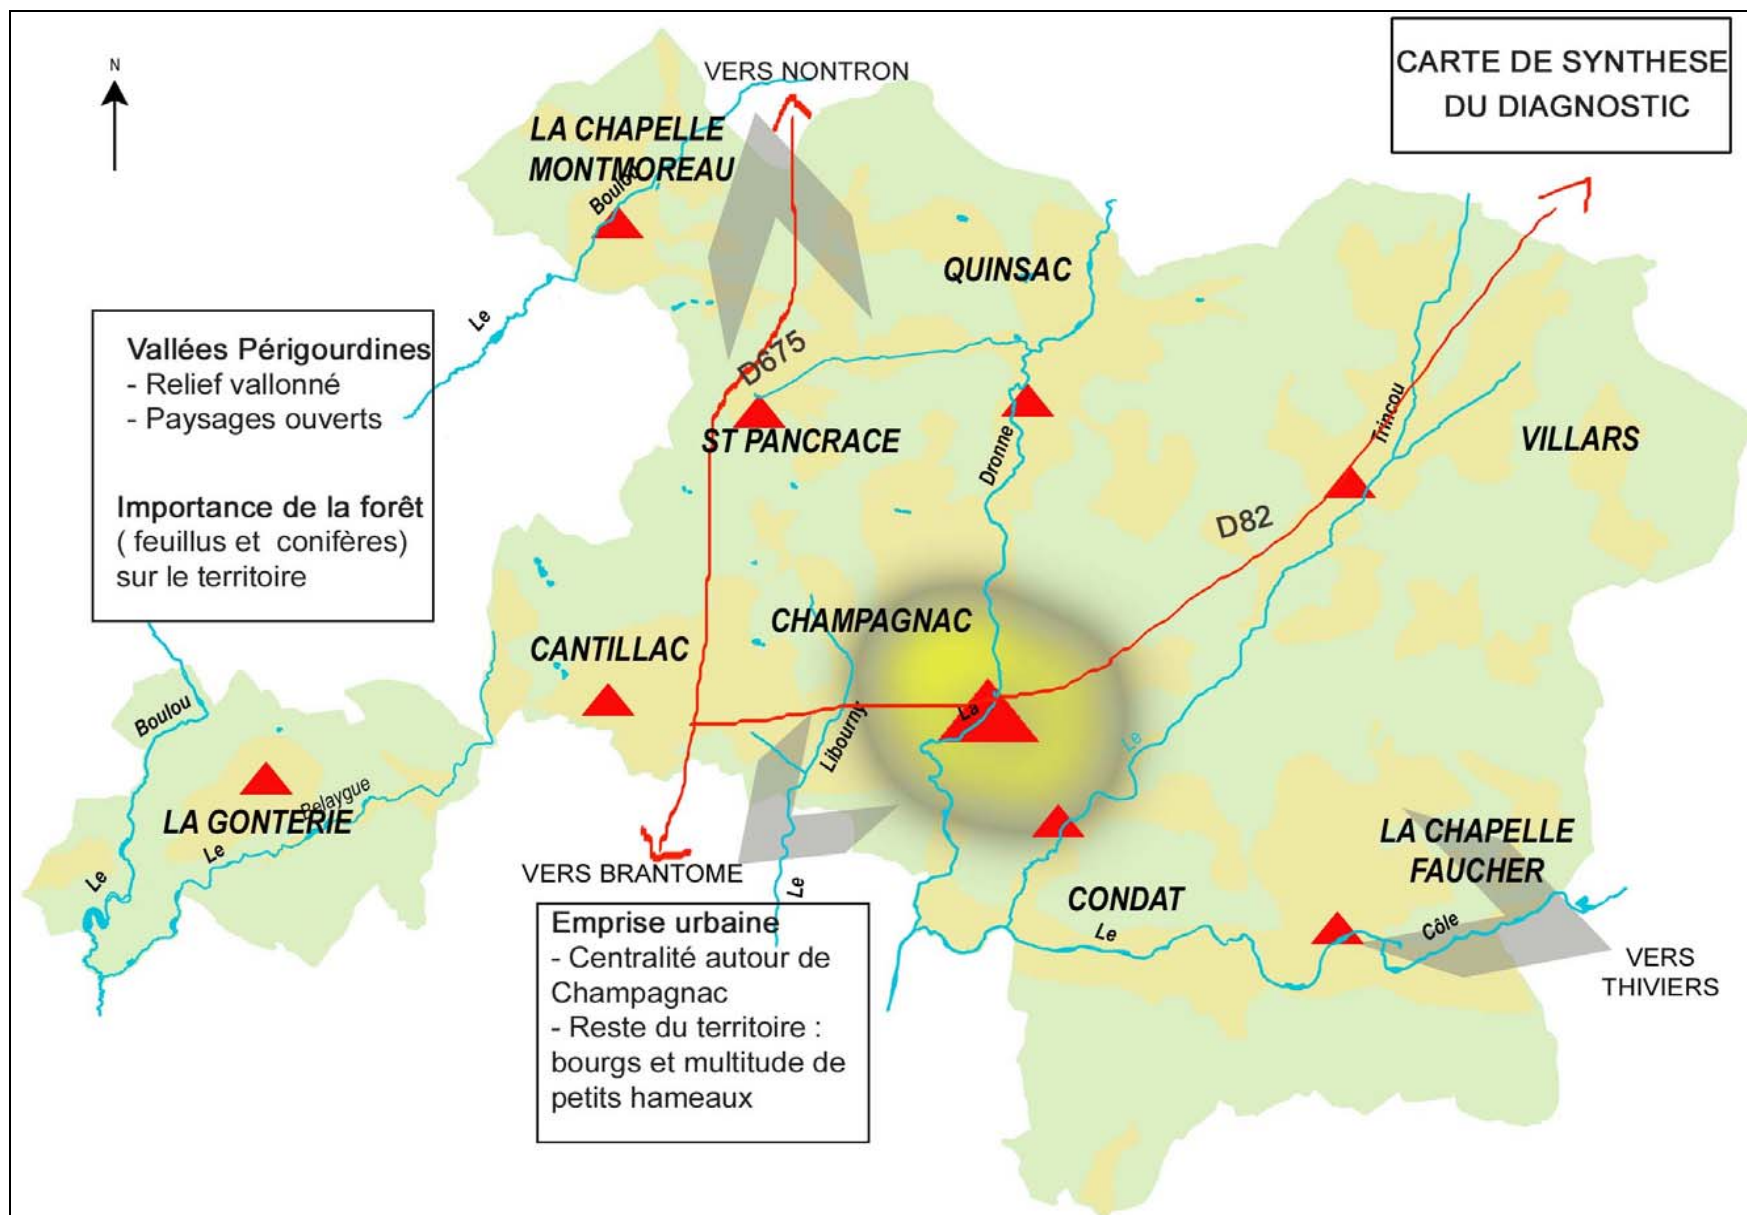 CARTE DE SYNTHESE
DU DIAGNOSTIC
N
VERS NONTRON
LA CHAPELLE
MONTMOREAU
Boulou
Le
QUINSAC
Vallées Périgourdines
- Relief vallonné
- Paysages ouverts
Importance de la forêt
( feuillus et conifères)
sur le territoire
D675
ST PANCRACE
Dronne
La
Trincou
Le
VILLARS
D82
CHAMPAGNAC
CANTILLAC
Libourny
Le
Boulou
Le
Belaygue
Le
LA GONTERIE
VERS BRANTOME
LA CHAPELLE
FAUCHER
CONDAT
Le
Côle
VERS
THIVIERS
Emprise urbaine
- Centralité autour de
Champagnac
- Reste du territoire :
bourgs et multitude de
petits hameaux